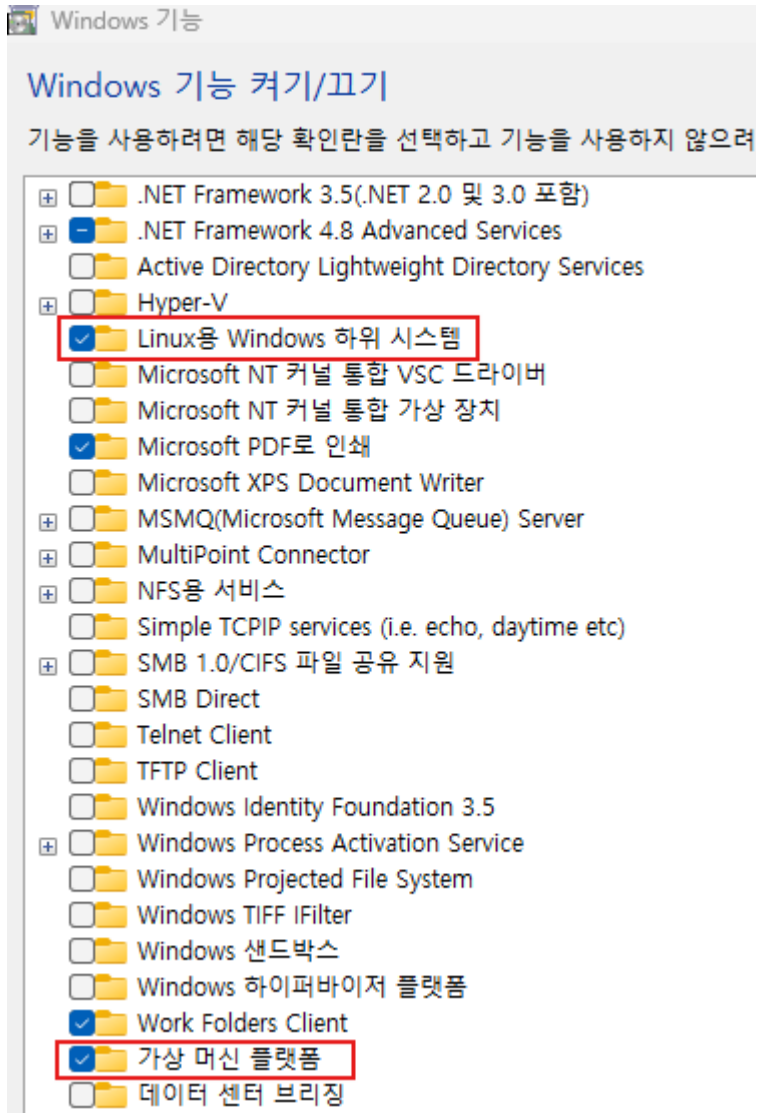 Windows 기능
Windows 기능 켜기/끄기
기능을 사용하려면 해당 확인란을 선택하고 기능을 사용하지 않으려
.NET Framework 3.5(.NET 2.0 및 3.0 포함)
.NET Framework 4.8 Advanced Services
Active Directory Lightweight Directory Services
Hyper-V
Linux용 Windows 하위 시스템
Microsoft NT 커널 통합 VSC 드라이버
Microsoft NT 커널 통합 가상 장치
Microsoft PDF로 인쇄
Microsoft XPS Document Writer
MSMQ(Microsoft Message Queue) Server
MultiPoint Connector
NFS용 서비스
Simple TCPIP services (i.e. echo, daytime etc)
SMB 1.0/CIFS 파일 공유 지원
SMB Direct
Telnet Client
TFTP Client
Windows Identity Foundation 3.5
Windows Process Activation Service
Windows Projected File System
Windows TIFF IFilter
Windows 샌드박스
Windows 하이퍼바이저 플랫폼
Work Folders Client
가상 머신 플랫폼
데이터 센터 브리징